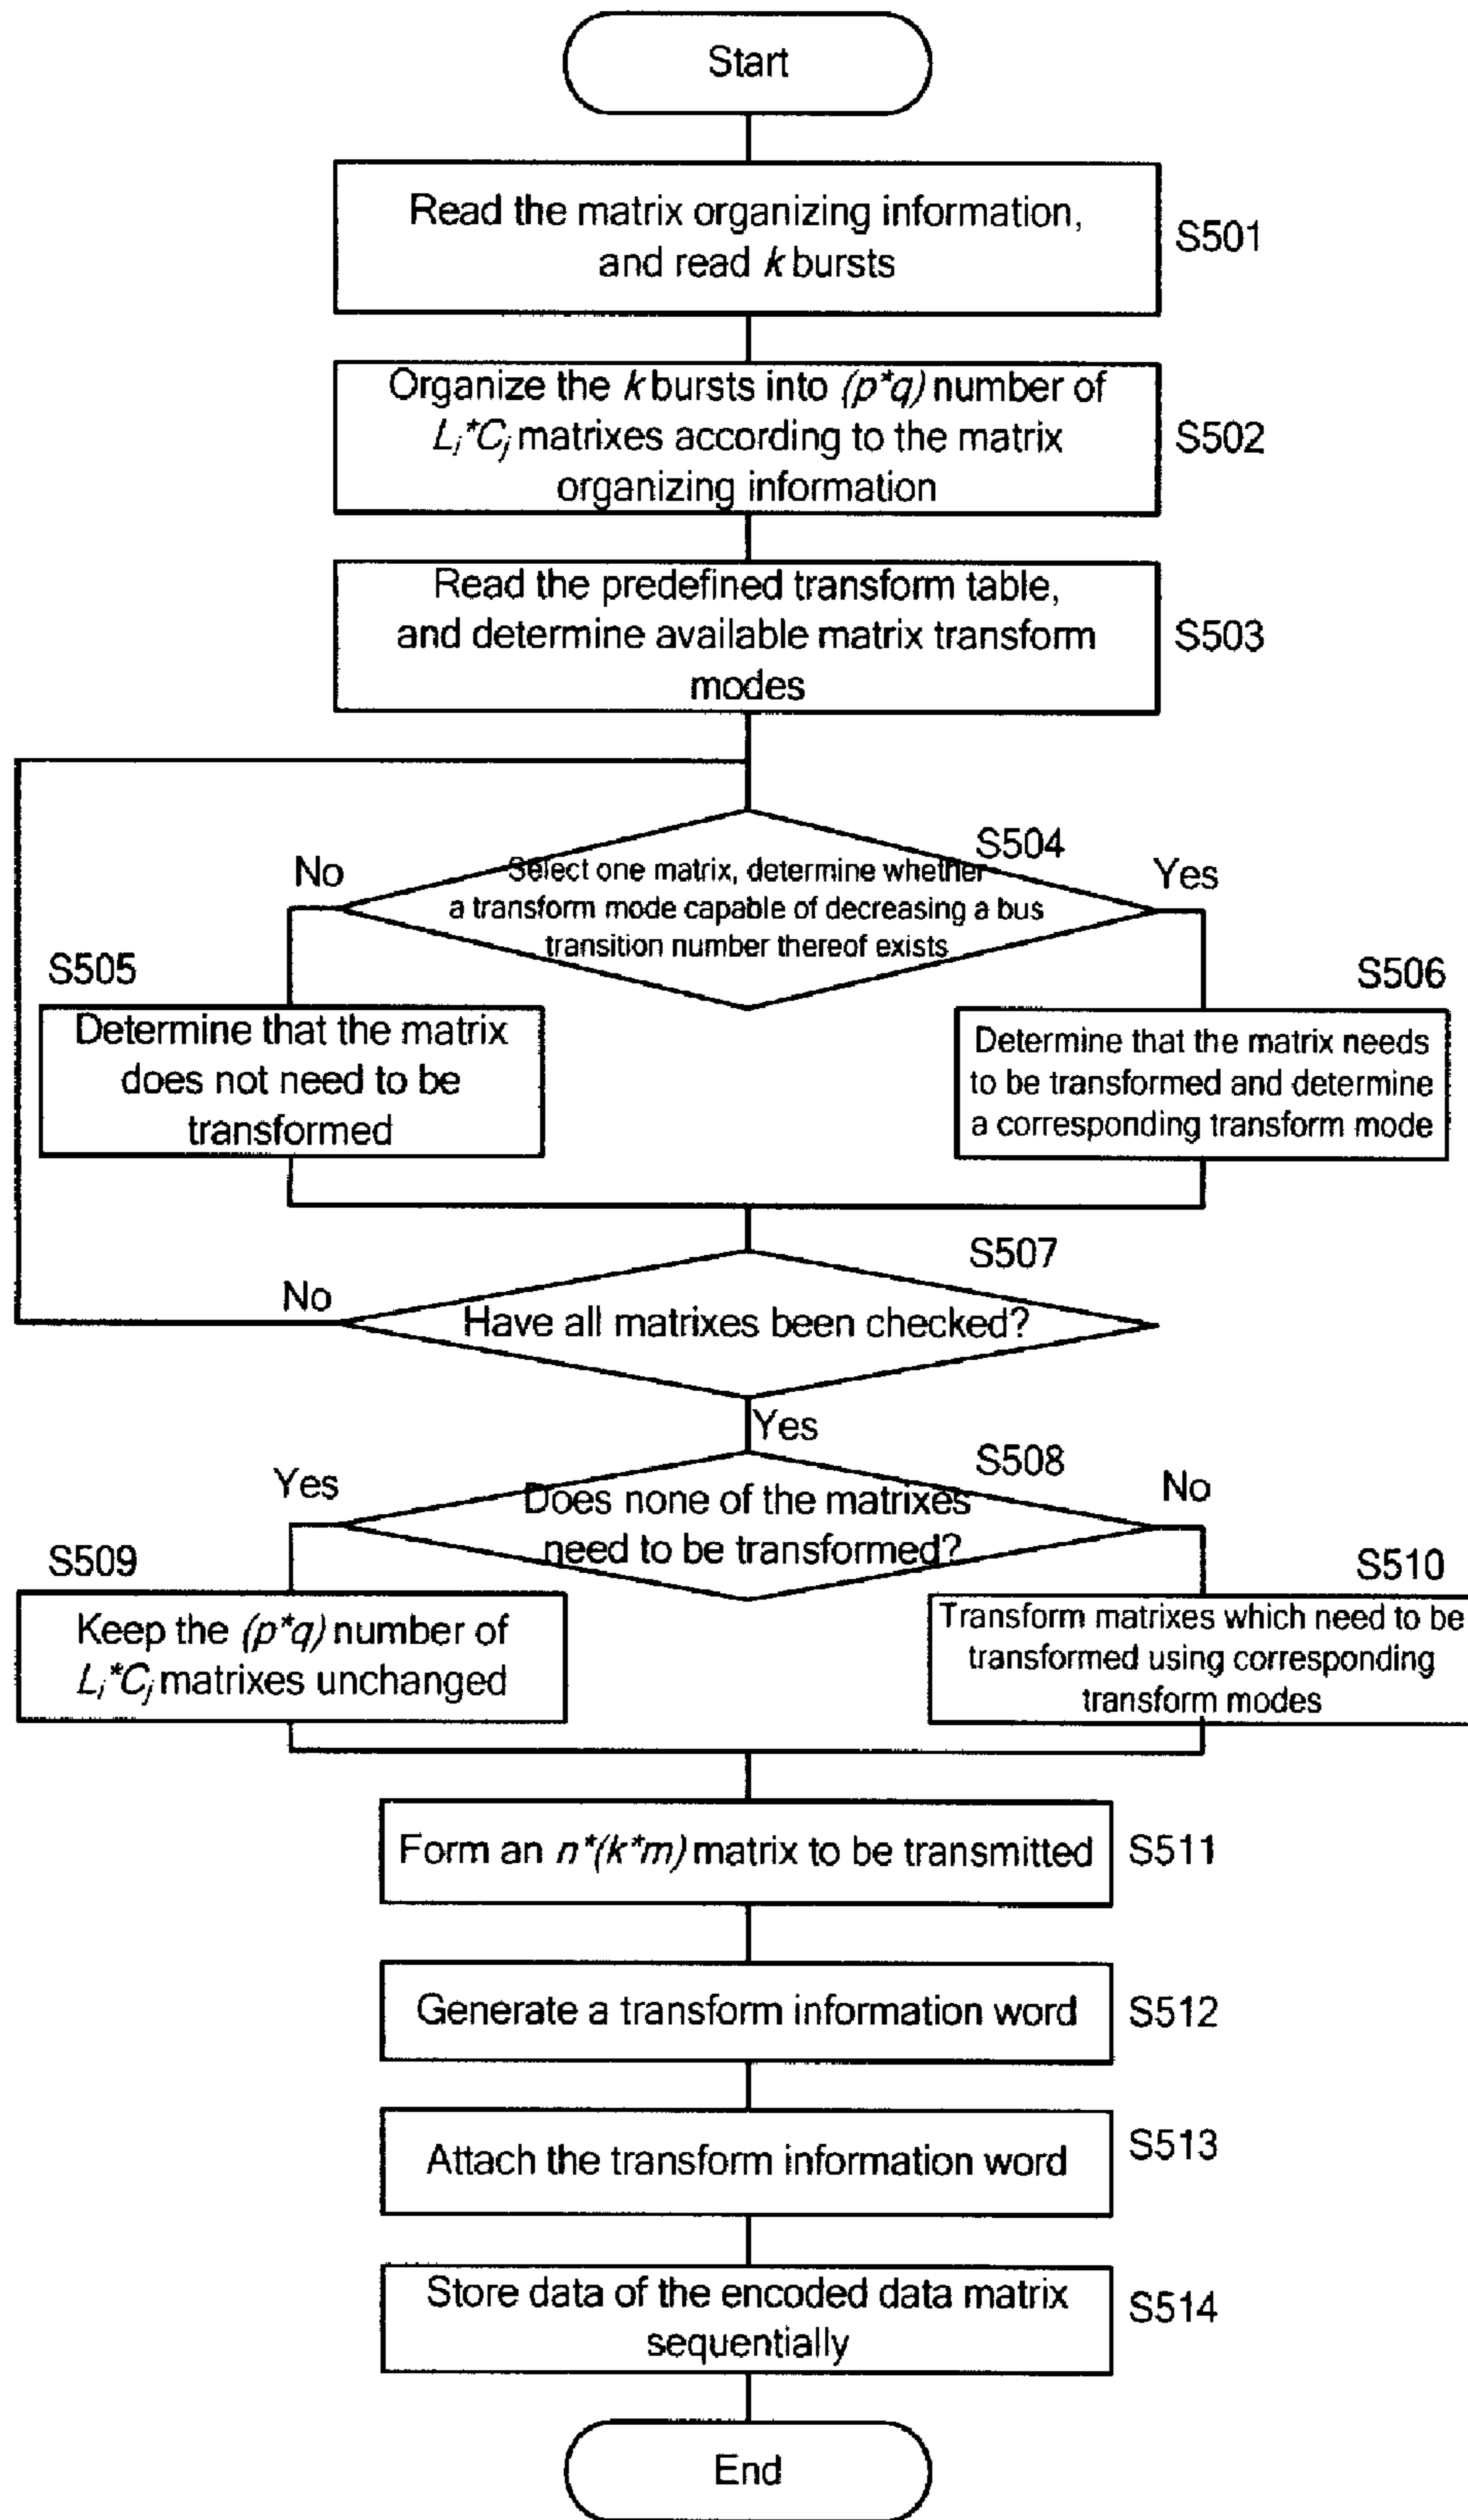 Start
Read the matrix organizing information,
and read k bursts
S501
Organize the k bursts into (p*q) number of
Li*Cj matrixes according to the matrix
organizing information
S502
Read the predefined transform table,
and determine available matrix transform
modes
S503
S504
No
Yes
Select one matrix, determine whether
a transform mode capable of decreasing a bus
transition number thereof exists
S505
S506
Determine that the matrix
does not need to be
transformed
Determine that the matrix needs
to be transformed and determine
a corresponding transform mode
S507
No
Have all matrixes been checked?
Yes
S508
Yes
No
Does none of the matrixes
need to be transformed?
S509
S510
Keep the (p*q) number of
Li*Cj matrixes unchanged
Transform matrixes which need to be
transformed using corresponding
transform modes
Form an n*(k*m) matrix to be transmitted
S511
Generate a transform information word
S512
Attach the transform information word
S513
Store data of the encoded data matrix
sequentially
S514
End